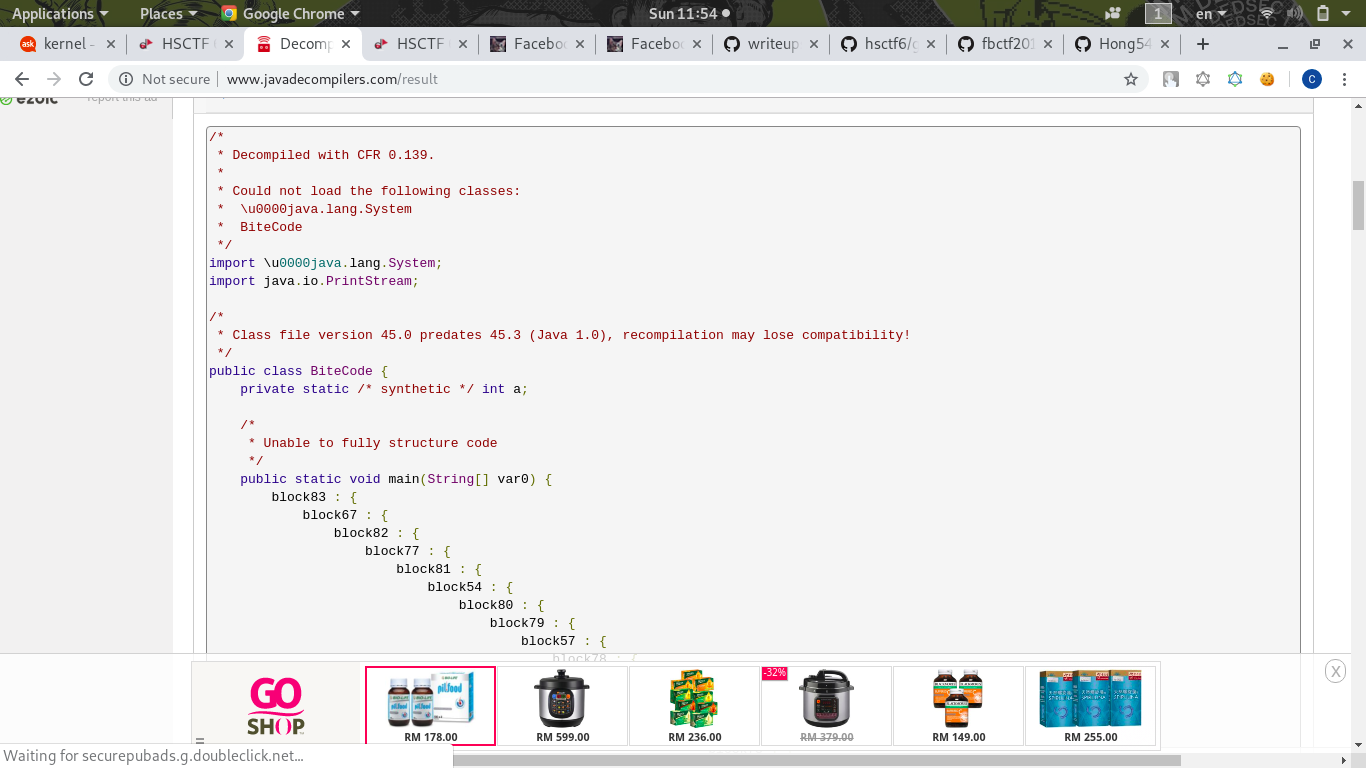 Applications Places Google Chrome Sun 11:54 1 en
kernel - HSCTF Decomp HSCTF Faceboo Faceboo writeup hsctf6/g fbctf201 Hong54
Not secure www.javadecompilers.com/result C
ezoic report this ad
/*
 * Decompiled with CFR 0.139.
 *
 * Could not load the following classes:
 *  \u0000java.lang.System
 *  BiteCode
 */
import \u0000java.lang.System;
import java.io.PrintStream;
/*
 * Class file version 45.0 predates 45.3 (Java 1.0), recompilation may lose compatibility!
 */
public class BiteCode {
    private static /* synthetic */ int a;
    /*
     * Unable to fully structure code
     */
    public static void main(String[] var0) {
        block83 : {
            block67 : {
                block82 : {
                    block77 : {
                        block81 : {
                            block54 : {
                                block80 : {
                                    block79 : {
                                        block57 : {
                                            block78 : {
GO SHOP
-32%
RM 178.00 RM 599.00 RM 236.00 RM 379.00 RM 149.00 RM 255.00
X
Waiting for securepubads.g.doubleclick.net...